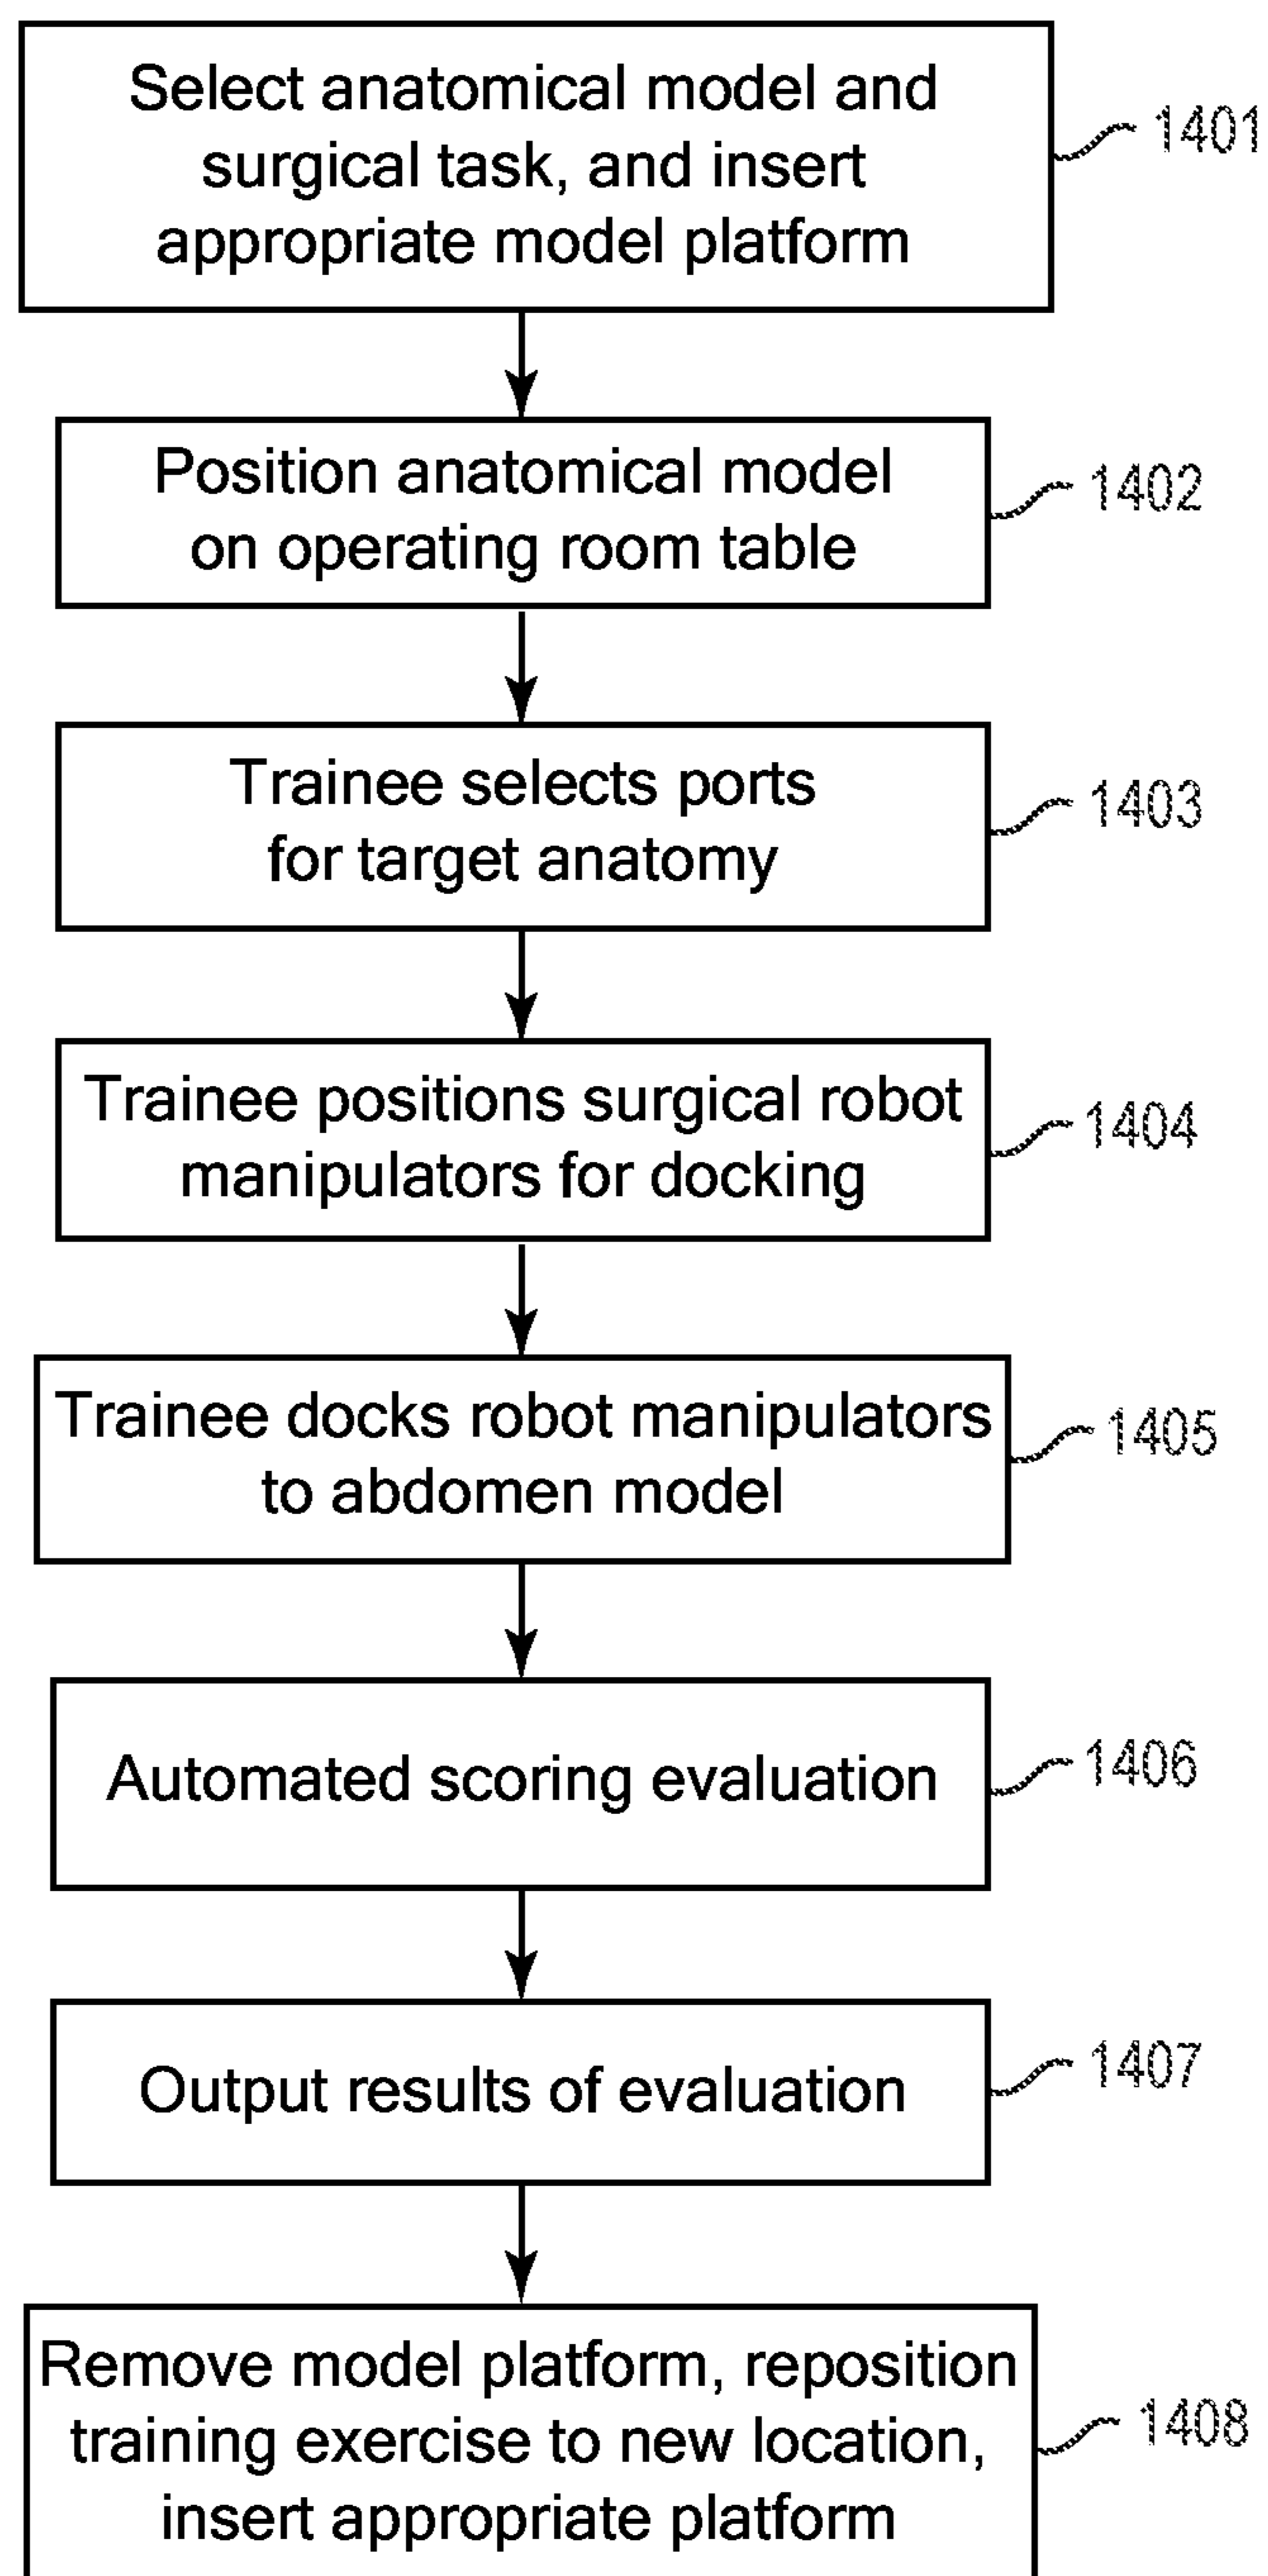 Select anatomical model and
surgical task, and insert
appropriate model platform
1401
Position anatomical model
on operating room table
1402
Trainee selects ports
for target anatomy
1403
Trainee positions surgical robot
manipulators for docking
1404
Trainee docks robot manipulators
to abdomen model
1405
Automated scoring evaluation
1406
Output results of evaluation
1407
Remove model platform, reposition
training exercise to new location,
insert appropriate platform
1408